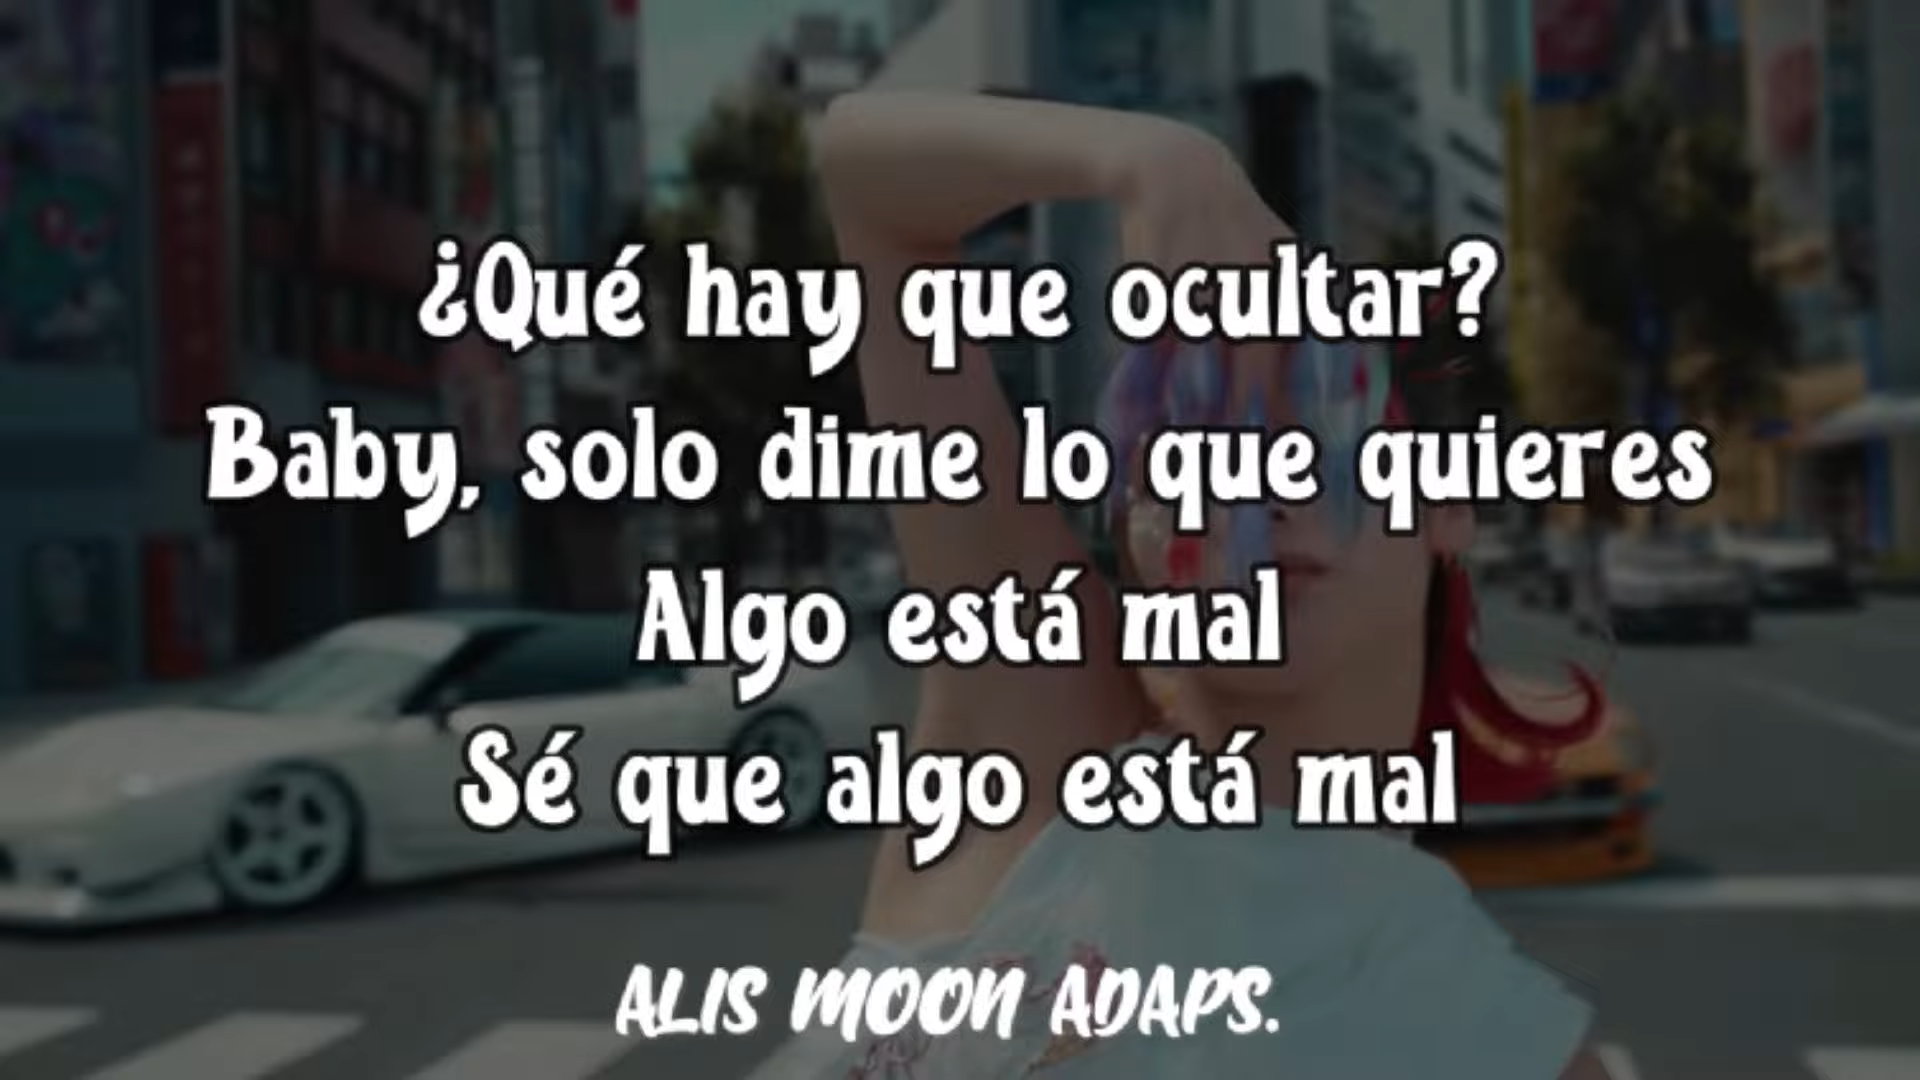 ¿Qué hay que ocultar?
Baby, solo dime lo que quieres
Algo está mal
Sé que algo está mal
ALIS MOON ADAPS.